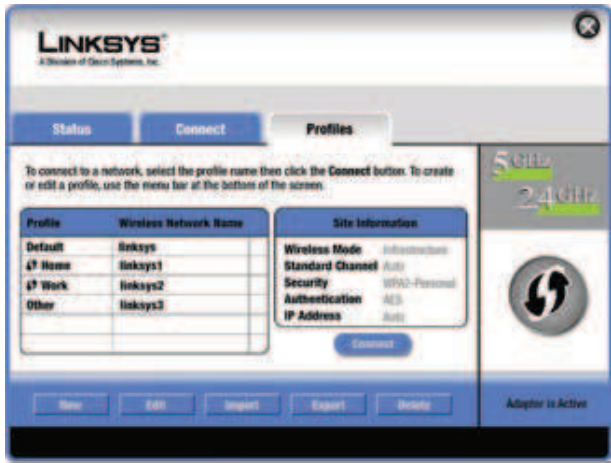 LINKSYS®
A Division of Cisco Systems, Inc.
Status Connect Profiles
To connect to a network, select the profile name then click the Connect button. To create
or edit a profile, use the menu bar at the bottom of the screen.
5 GHz
2.4 GHz
Profile Wireless Network Name
Default linksys
Home linksys1
Work linksys2
Other linksys3
Site Information
Wireless Mode Infrastructure
Standard Channel Auto
Security WPA2-Personal
Authentication AES
IP Address Auto
Connect
New Edit Import Export Delete
Adapter is Active